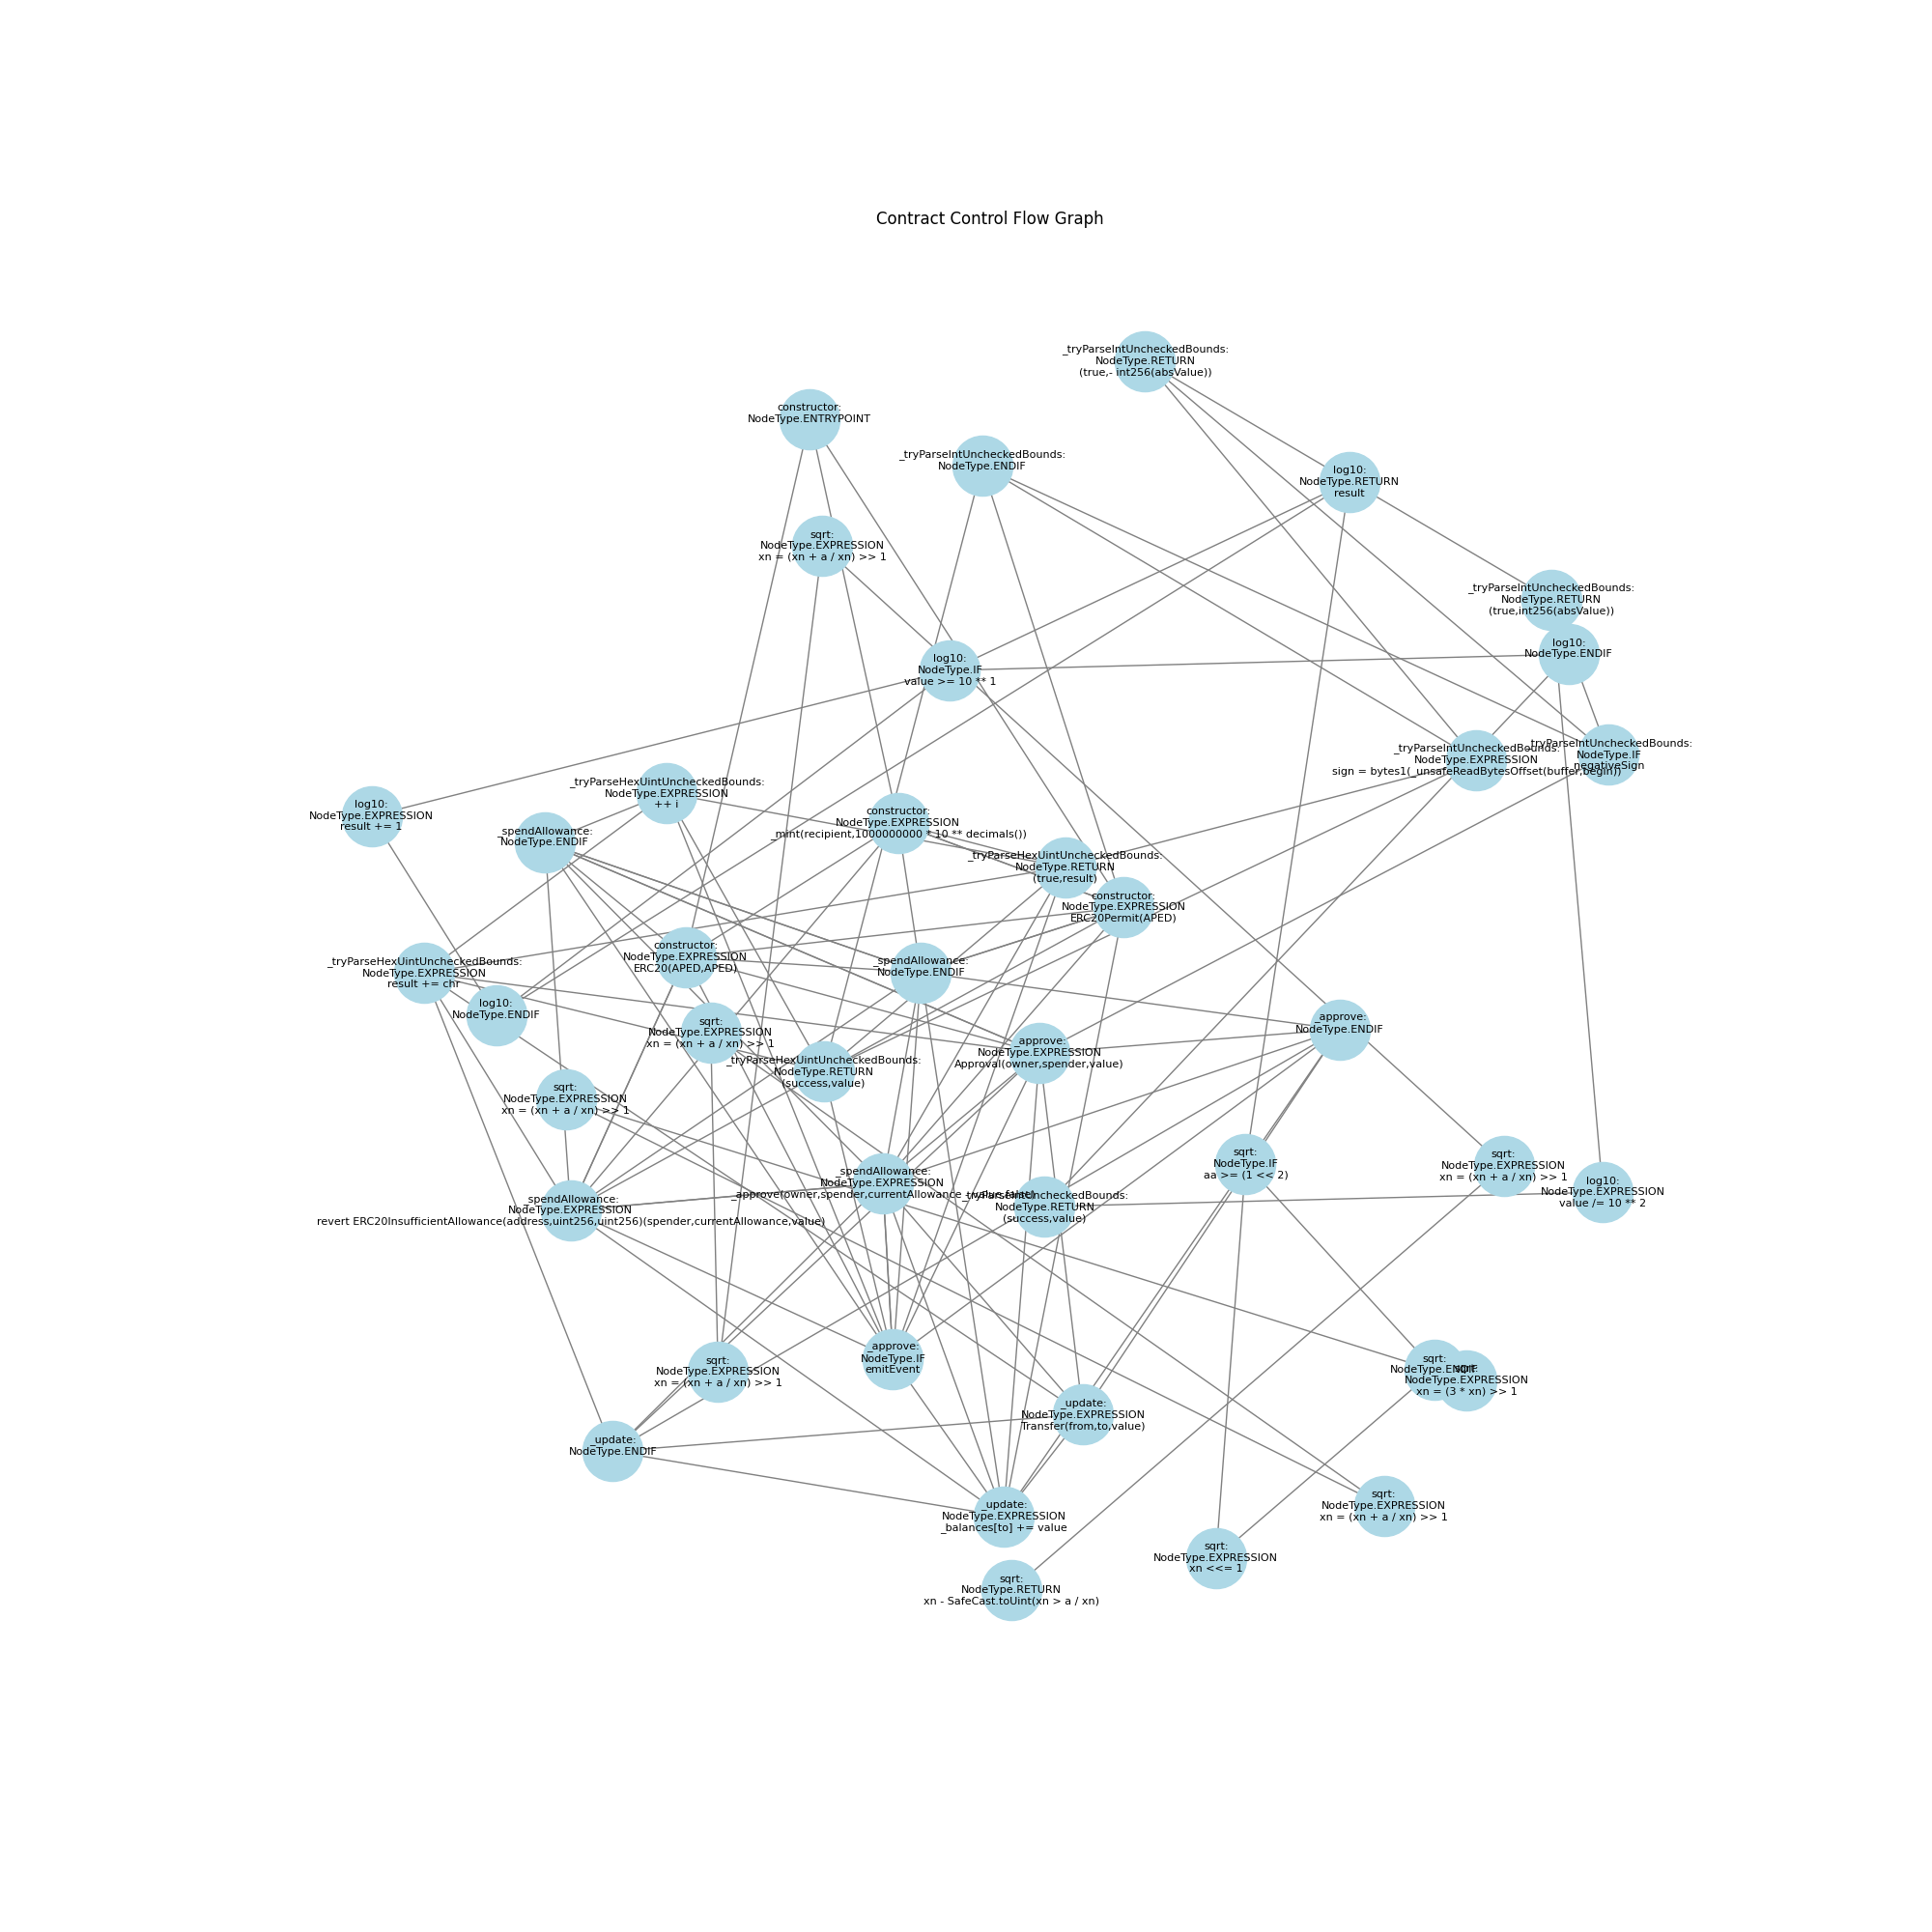 Contract Control Flow Graph
_tryParseIntUncheckedBounds:
NodeType.RETURN
(true,- int256(absValue))
constructor:
NodeType.ENTRYPOINT
_tryParseIntUncheckedBounds:
NodeType.ENDIF
log10:
NodeType.RETURN
result
sqrt:
NodeType.EXPRESSION
xn = (xn + a / xn) >> 1
_tryParseIntUncheckedBounds:
NodeType.RETURN
(true,int256(absValue))
log10:
NodeType.ENDIF
log10:
NodeType.IF
value >= 10 ** 1
_tryParseIntUncheckedBounds:
NodeType.EXPRESSION
sign = bytes1(_unsafeReadBytesOffset(buffer,begin))
_tryParseIntUncheckedBounds:
NodeType.IF
negativeSign
_tryParseHexUintUncheckedBounds:
NodeType.EXPRESSION
++ i
log10:
NodeType.EXPRESSION
result += 1
constructor:
NodeType.EXPRESSION
_mint(recipient,1000000000 * 10 ** decimals())
_spendAllowance:
NodeType.ENDIF
_tryParseHexUintUncheckedBounds:
NodeType.RETURN
(true,result)
constructor:
NodeType.EXPRESSION
ERC20Permit(APED)
constructor:
NodeType.EXPRESSION
ERC20(APED,APED)
_tryParseHexUintUncheckedBounds:
NodeType.EXPRESSION
result += chr
_spendAllowance:
NodeType.ENDIF
log10:
NodeType.ENDIF
sqrt:
NodeType.EXPRESSION
xn = (xn + a / xn) >> 1
_approve:
NodeType.ENDIF
_approve:
NodeType.EXPRESSION
Approval(owner,spender,value)
_tryParseHexUintUncheckedBounds:
NodeType.RETURN
(success,value)
sqrt:
NodeType.EXPRESSION
xn = (xn + a / xn) >> 1
sqrt:
NodeType.IF
aa >= (1 << 2)
sqrt:
NodeType.EXPRESSION
xn = (xn + a / xn) >> 1
_spendAllowance:
NodeType.EXPRESSION
_approve(owner,spender,currentAllowance - value,false)
log10:
NodeType.EXPRESSION
value /= 10 ** 2
_tryParseIntUncheckedBounds:
NodeType.RETURN
(success,value)
_spendAllowance:
NodeType.EXPRESSION
revert ERC20InsufficientAllowance(address,uint256,uint256)(spender,currentAllowance,value)
_approve:
NodeType.IF
emitEvent
sqrt:
NodeType.EXPRESSION
xn = (xn + a / xn) >> 1
sqrt:
NodeType.ENDIF
sqrt:
NodeType.EXPRESSION
xn = (3 * xn) >> 1
_update:
NodeType.EXPRESSION
Transfer(from,to,value)
_update:
NodeType.ENDIF
_update:
NodeType.EXPRESSION
_balances[to] += value
sqrt:
NodeType.EXPRESSION
xn = (xn + a / xn) >> 1
sqrt:
NodeType.EXPRESSION
xn <<= 1
sqrt:
NodeType.RETURN
xn - SafeCast.toUint(xn > a / xn)